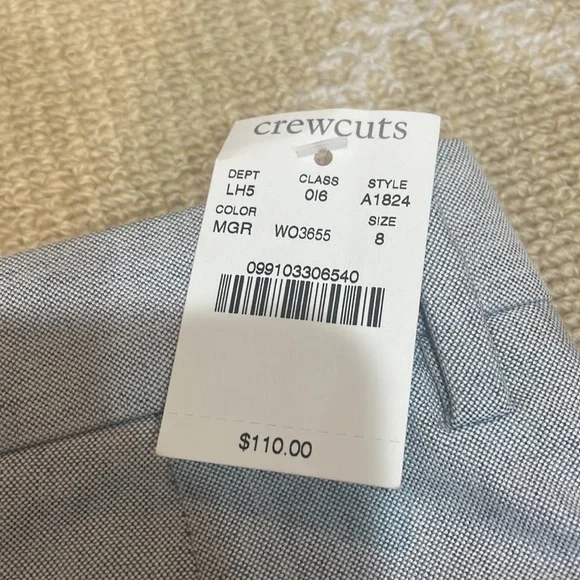 crewcuts
DEPT CLASS STYLE
LH5 016 A1824
COLOR SIZE
MGR WO3655 8
099103306540
$110.00